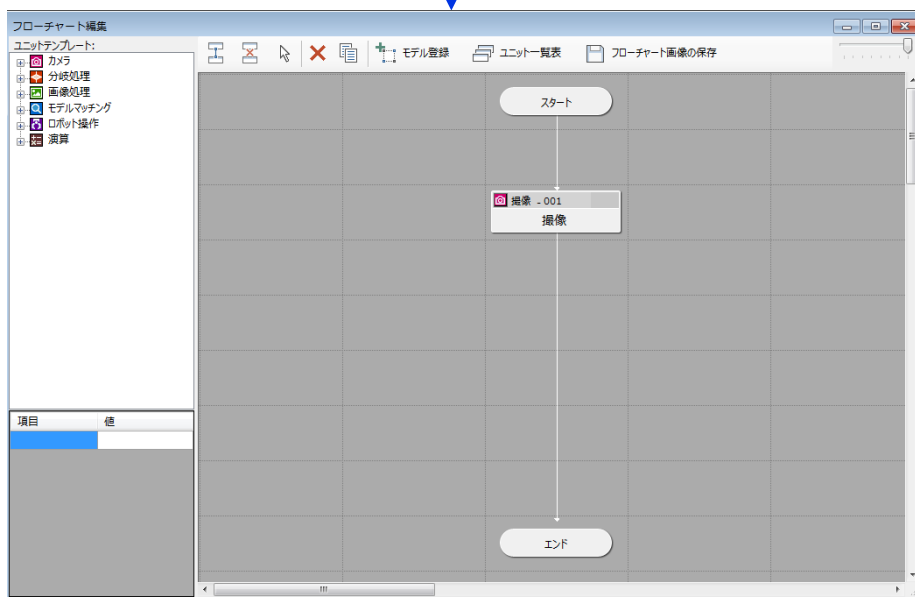 フローチャート編集
ユニットテンプレート:
カメラ
分岐処理
画像処理
モデルマッチング
ロボット操作
演算
モデル登録
ユニット一覧表
フローチャート画像の保存
スタート
撮像 - 001
撮像
エンド
項目 値